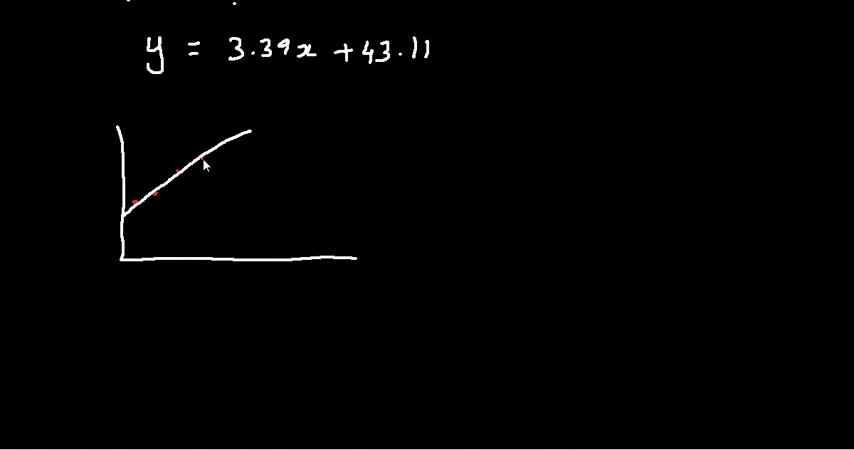 y = 3.39x + 43.11